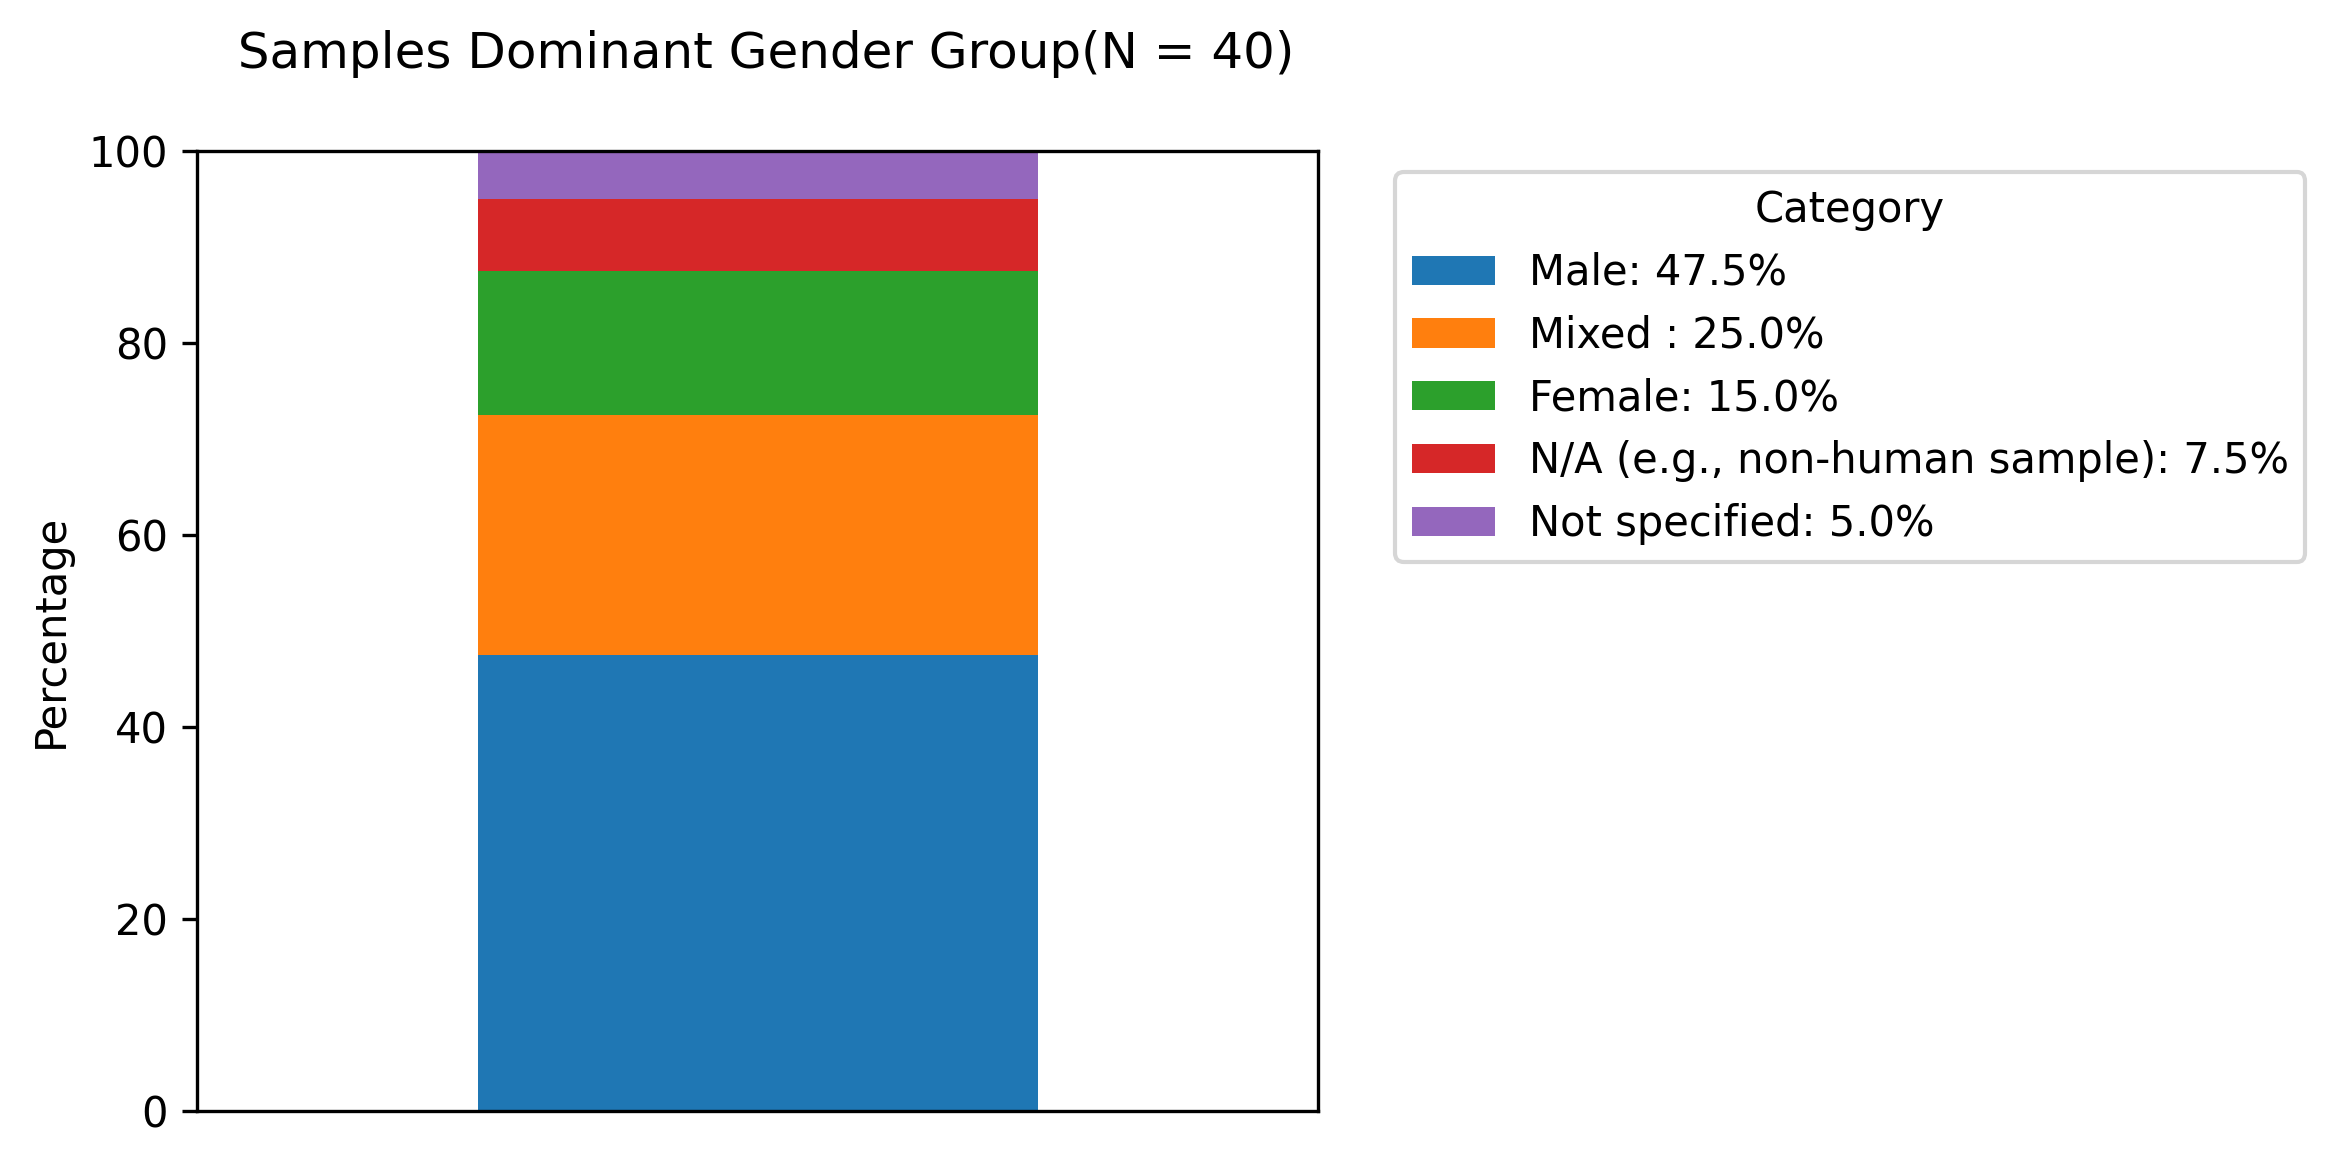 Samples Dominant Gender Group(N = 40)
100
80
60
40
20
0
Percentage
Category
Male: 47.5%
Mixed : 25.0%
Female: 15.0%
N/A (e.g., non-human sample): 7.5%
Not specified: 5.0%